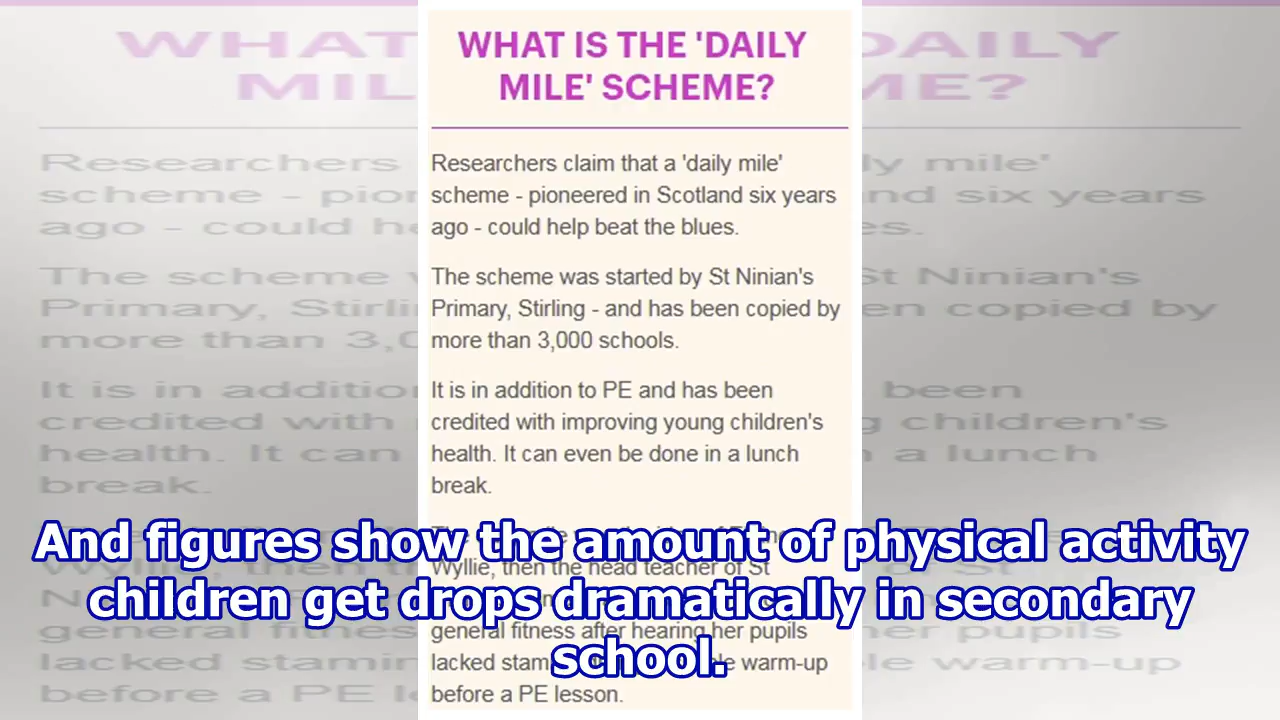 WHAT IS THE 'DAILY
MILE' SCHEME?
Researchers claim that a 'daily mile'
scheme - pioneered in Scotland six years
ago - could help beat the blues.
The scheme was started by St Ninian's
Primary, Stirling - and has been copied by
more than 3,000 schools.
It is in addition to PE and has been
credited with improving young children's
health. It can even be done in a lunch
break.
Wyllie, then the head teacher of St
general fitness after hearing her pupils
lacked warm-up
before a PE lesson.
And figures show the amount of physical activity
children get drops dramatically in secondary
school.